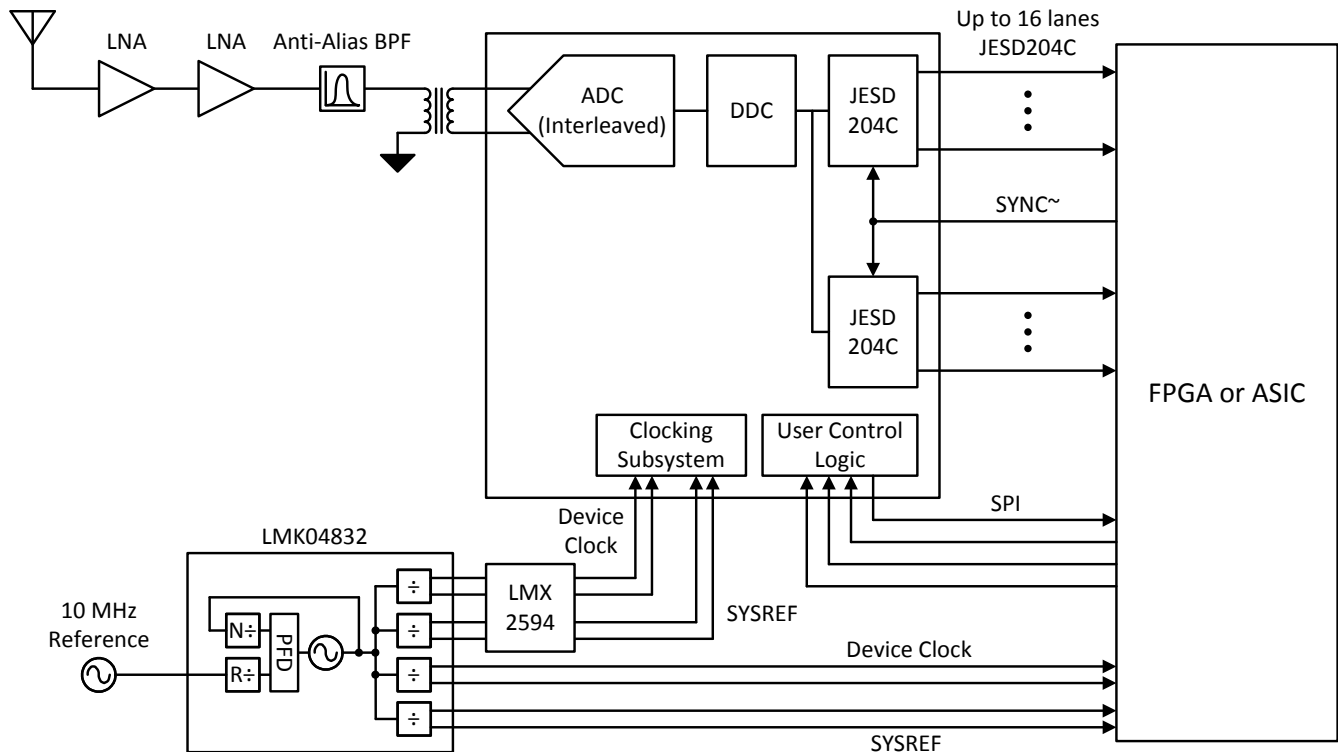 LNA
LNA
Anti-Alias BPF
Up to 16 lanes
JESD204C
ADC
(Interleaved)
DDC
JESD
204C
SYNC~
JESD
204C
FPGA or ASIC
Clocking
Subsystem
User Control
Logic
SPI
Device
Clock
LMK04832
LMX
2594
SYSREF
10 MHz
Reference
N÷
R÷
PFD
÷
÷
÷
÷
Device Clock
SYSREF